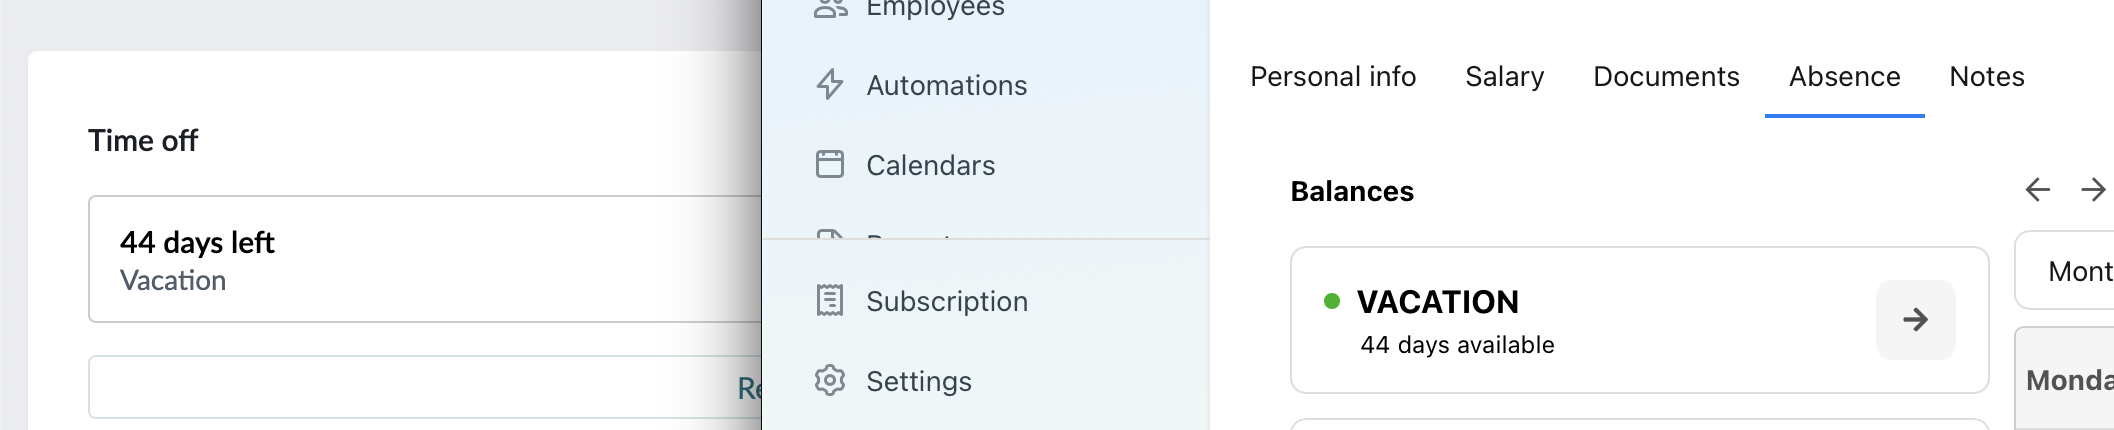 Time off
44 days left
Vacation
Employees
Automations
Calendars
Subscription
Settings
Personal info
Salary
Documents
Absence
Notes
Balances
VACATION
44 days available